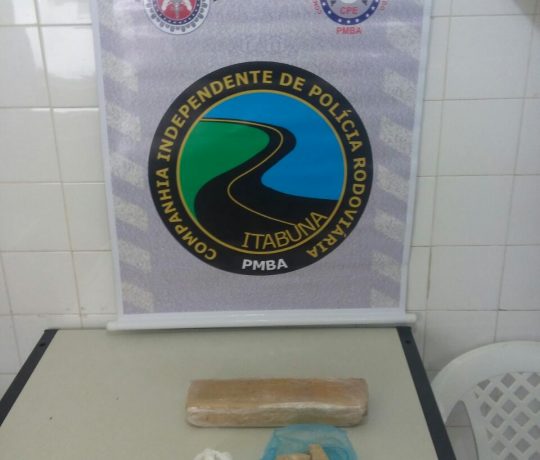 CPE
PMBA
COMPANHIA INDEPENDENTE DE POLÍCIA RODOVIÁRIA
ITABUNA
PMBA